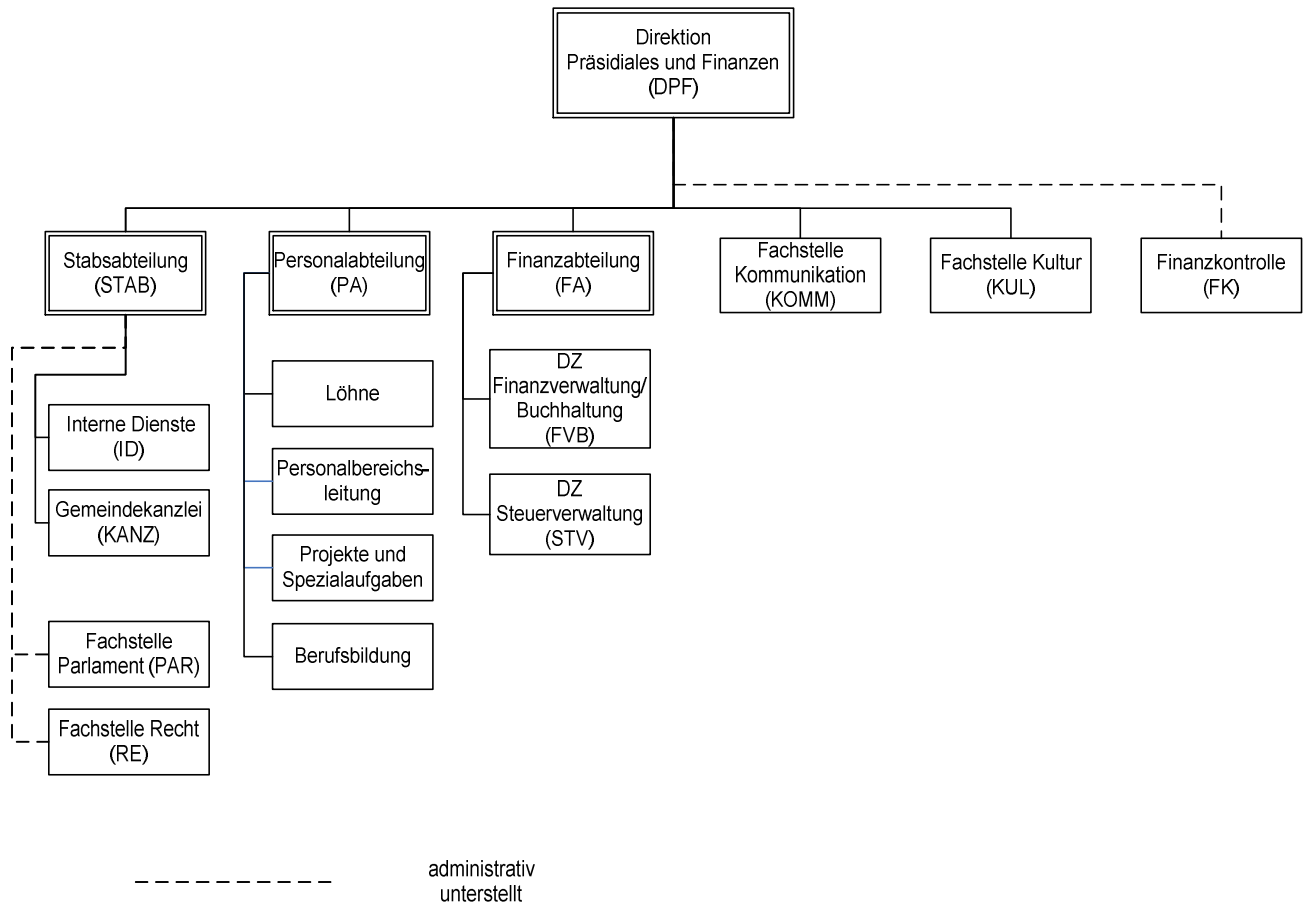 Direktion
Präsidiales und Finanzen
(DPF)
Stabsabteilung
(STAB)
Personalabteilung
(PA)
Finanzabteilung
(FA)
Fachstelle
Kommunikation
(KOMM)
Fachstelle Kultur
(KUL)
Finanzkontrolle
(FK)
Interne Dienste
(ID)
Gemeindekanzlei
(KANZ)
Fachstelle
Parlament (PAR)
Fachstelle Recht
(RE)
Löhne
Personalbereichs-
leitung
Projekte und
Spezialaufgaben
Berufsbildung
DZ
Finanzverwaltung/
Buchhaltung
(FVB)
DZ
Steuerverwaltung
(STV)
administrativ
unterstellt